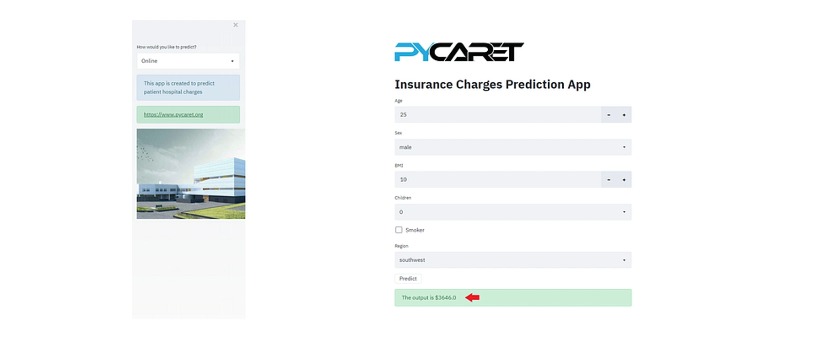 ×
How would you like to predict?
Online
This app is created to predict
patient hospital charges
https://www.pycaret.org
PYCARET
Insurance Charges Prediction App
Age
25
Sex
male
BMI
10
Children
0
Smoker
Region
southwest
Predict
The output is $3646.0